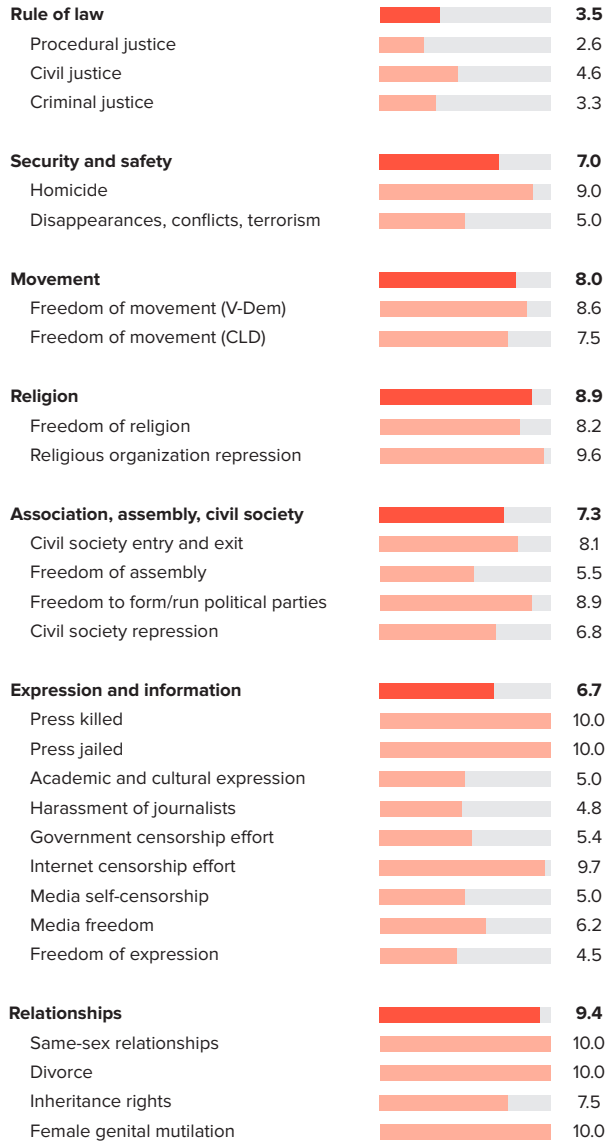 Rule of law 3.5
Procedural justice 2.6
Civil justice 4.6
Criminal justice 3.3
Security and safety 7.0
Homicide 9.0
Disappearances, conflicts, terrorism 5.0
Movement 8.0
Freedom of movement (V-Dem) 8.6
Freedom of movement (CLD) 7.5
Religion 8.9
Freedom of religion 8.2
Religious organization repression 9.6
Association, assembly, civil society 7.3
Civil society entry and exit 8.1
Freedom of assembly 5.5
Freedom to form/run political parties 8.9
Civil society repression 6.8
Expression and information 6.7
Press killed 10.0
Press jailed 10.0
Academic and cultural expression 5.0
Harassment of journalists 4.8
Government censorship effort 5.4
Internet censorship effort 9.7
Media self-censorship 5.0
Media freedom 6.2
Freedom of expression 4.5
Relationships 9.4
Same-sex relationships 10.0
Divorce 10.0
Inheritance rights 7.5
Female genital mutilation 10.0